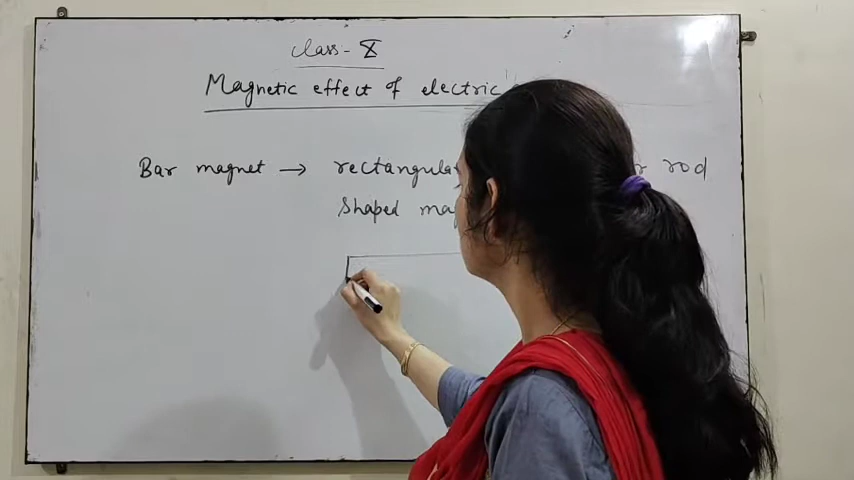 Class - X
Magnetic effect of electric
Bar magnet → rectangular rod
Shaped